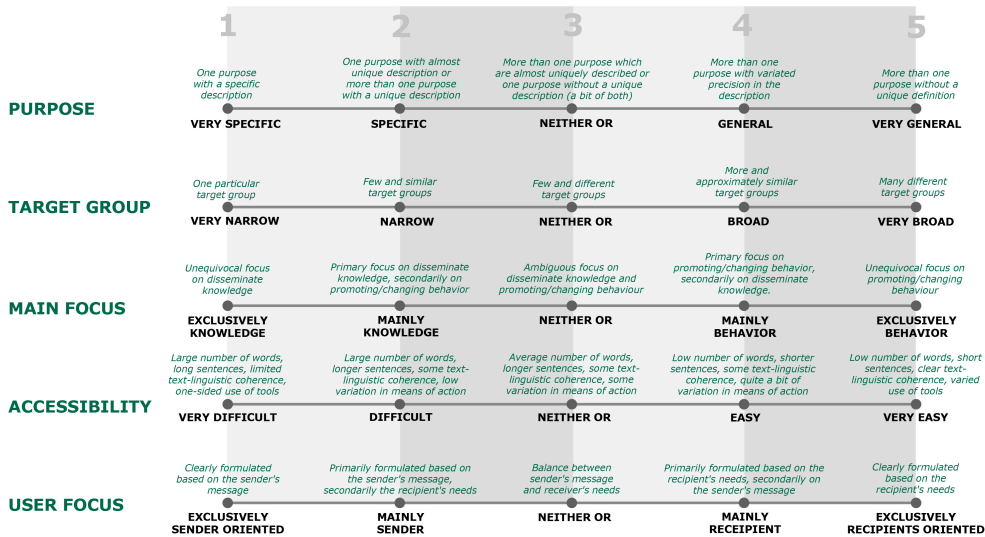 1 2 3 4 5
PURPOSE
One purpose
with a specific
description
VERY SPECIFIC
One purpose with almost
unique description or
more than one purpose
with a unique description
SPECIFIC
More than one purpose which
are almost uniquely described or
one purpose without a unique
description (a bit of both)
NEITHER OR
More than one
purpose with variated
precision in the
description
GENERAL
More than one
purpose without a
unique definition
VERY GENERAL
TARGET GROUP
One particular
target group
VERY NARROW
Few and similar
target groups
NARROW
Few and different
target groups
NEITHER OR
More and
approximately similar
target groups
BROAD
Many different
target groups
VERY BROAD
MAIN FOCUS
Unequivocal focus
on disseminate
knowledge
EXCLUSIVELY
KNOWLEDGE
Primary focus on disseminate
knowledge, secondarily on
promoting/changing behavior
MAINLY
KNOWLEDGE
Ambiguous focus on
disseminate knowledge and
promoting/changing behaviour
NEITHER OR
Primary focus on
promoting/changing behavior,
secondarily on disseminate
knowledge.
MAINLY
BEHAVIOR
Unequivocal focus on
promoting/changing
behaviour
EXCLUSIVELY
BEHAVIOR
ACCESSIBILITY
Large number of words,
long sentences, limited
text-linguistic coherence,
one-sided use of tools
VERY DIFFICULT
Large number of words,
longer sentences, some text-
linguistic coherence, low
variation in means of action
DIFFICULT
Average number of words,
longer sentences, some text-
linguistic coherence, some
variation in means of action
NEITHER OR
Low number of words, shorter
sentences, some text-linguistic
coherence, quite a bit of
variation in means of action
EASY
Low number of words, short
sentences, clear text-
linguistic coherence, varied
use of tools
VERY EASY
USER FOCUS
Clearly formulated
based on the sender's
message
EXCLUSIVELY
SENDER ORIENTED
Primarily formulated based on
the sender's message,
secondarily the recipient's needs
MAINLY
SENDER
Balance between
sender's message
and receiver's needs
NEITHER OR
Primarily formulated based on the
recipient's needs, secondarily on
the sender's message
MAINLY
RECEIPIENT
Clearly formulated
based on the
recipient's needs
EXCLUSIVELY
RECIPIENTS ORIENTED